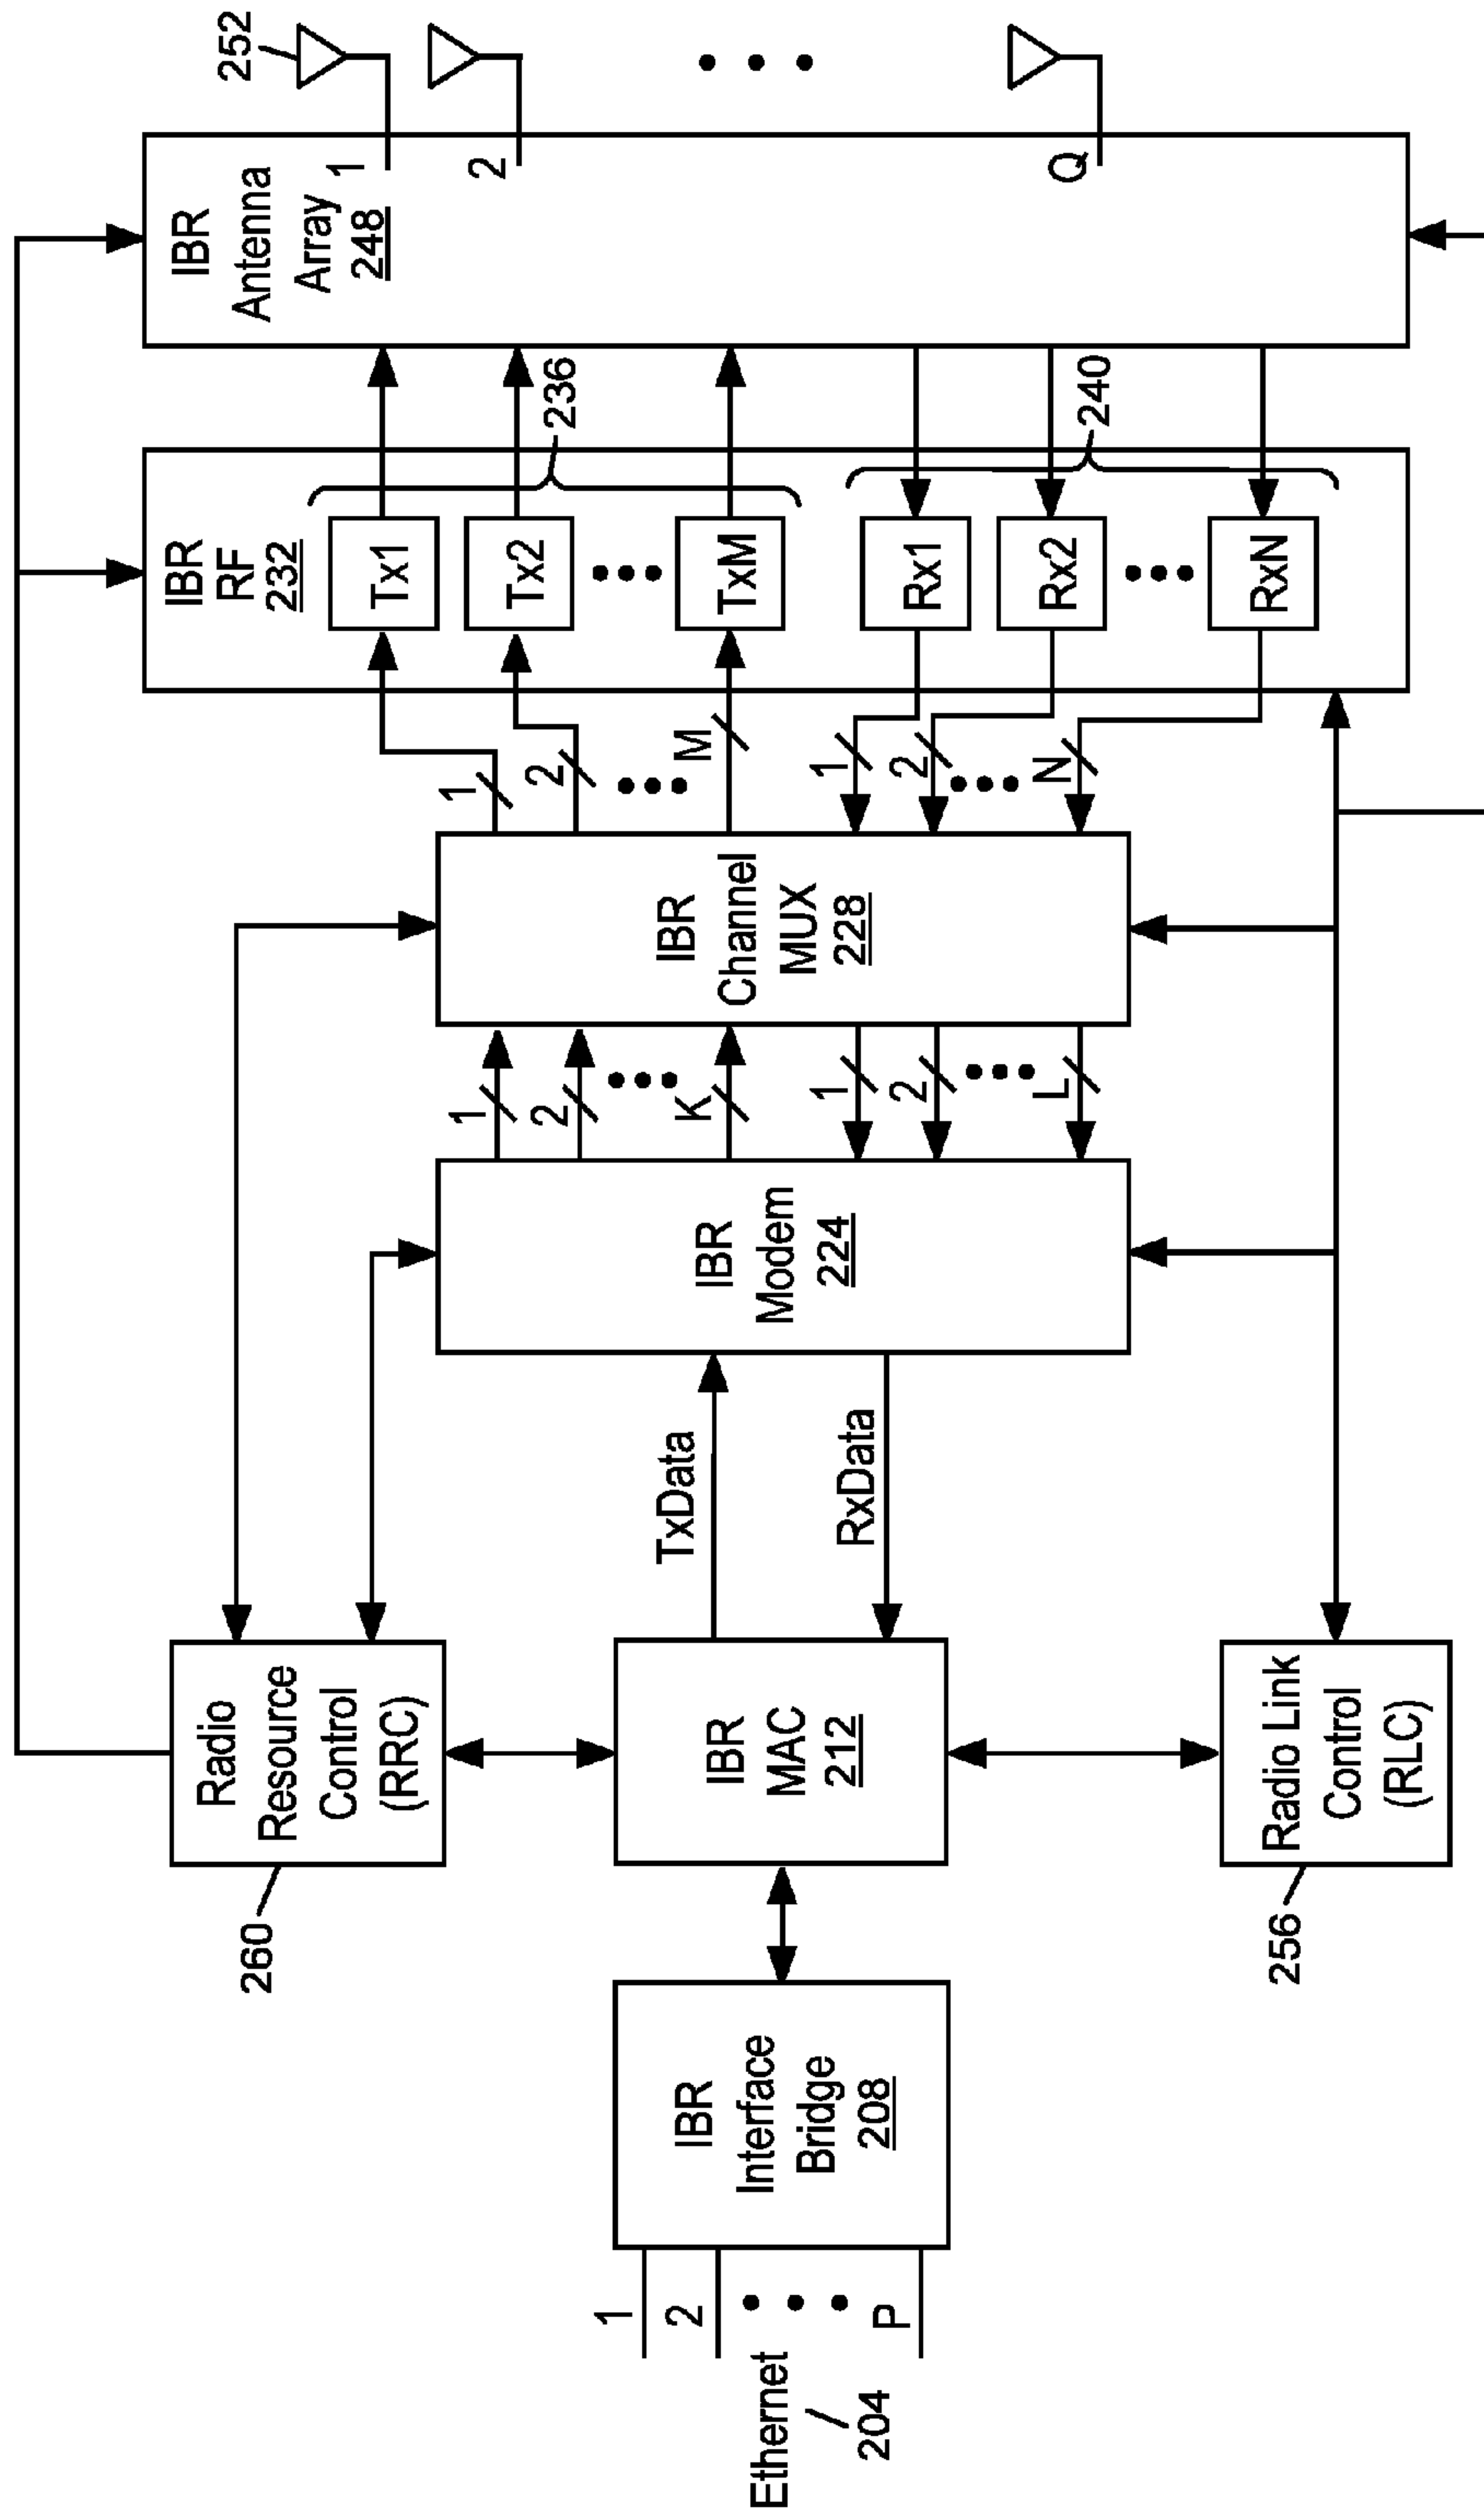 Ethernet
204
1
2
P
IBR
Interface
Bridge
208
260
Radio
Resource
Control
(RRC)
IBR
MAC
212
256
Radio Link
Control
(RLC)
TxData
RxData
IBR
Modem
224
1
2
K
1
2
L
IBR
Channel
MUX
228
1
2
M
1
2
N
IBR
RF
232
Tx1
Tx2
TxM
Rx1
Rx2
RxN
236
240
IBR
Antenna
Array
248
1
2
Q
252